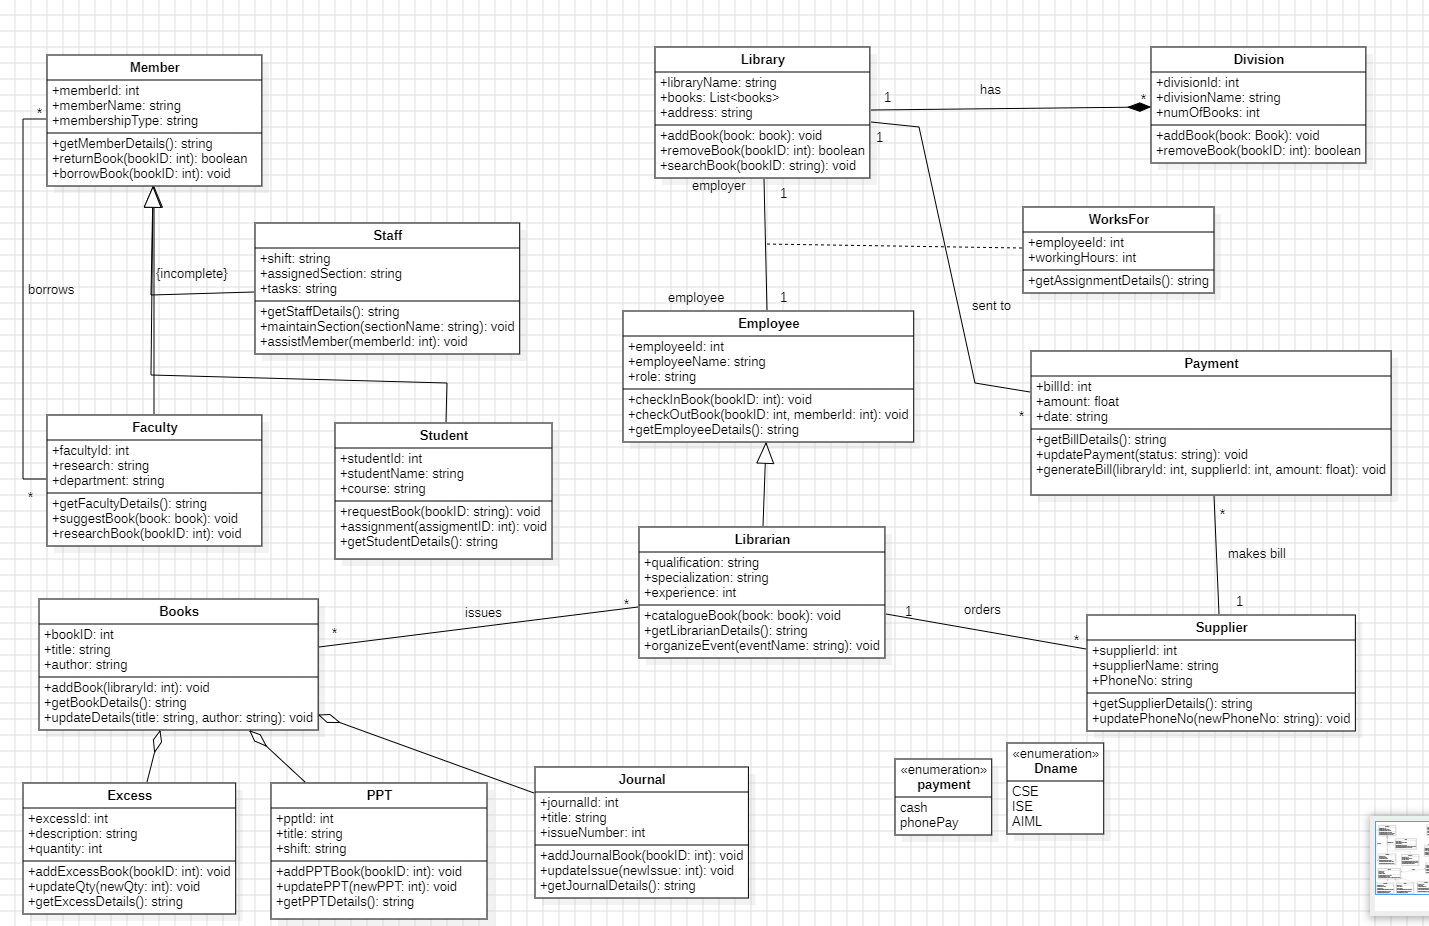 Member
+memberId: int
+memberName: string
+membershipType: string
+getMemberDetails(): string
+returnBook(bookID: int): boolean
+borrowBook(bookID: int): void
*
borrows
*
{incomplete}
Staff
+shift: string
+assignedSection: string
+tasks: string
+getStaffDetails(): string
+maintainSection(sectionName: string): void
+assistMember(memberId: int): void
Faculty
+facultyId: int
+research: string
+department: string
+getFacultyDetails(): string
+suggestBook(book: book): void
+researchBook(bookID: int): void
Student
+studentId: int
+studentName: string
+course: string
+requestBook(bookID: string): void
+assignment(assigmentID: int): void
+getStudentDetails(): string
Library
+libraryName: string
+books: List<books>
+address: string
+addBook(book: book): void
+removeBook(bookID: int): boolean
+searchBook(bookID: string): void
1
has
*
1
Division
+divisionId: int
+divisionName: string
+numOfBooks: int
+addBook(book: Book): void
+removeBook(bookID: int): boolean
employer
1
WorksFor
+employeeId: int
+workingHours: int
+getAssignmentDetails(): string
employee
1
sent to
*
Employee
+employeeId: int
+employeeName: string
+role: string
+checkInBook(bookID: int): void
+checkOutBook(bookID: int, memberId: int): void
+getEmployeeDetails(): string
Payment
+billId: int
+amount: float
+date: string
+getBillDetails(): string
+updatePayment(status: string): void
+generateBill(libraryId: int, supplierId: int, amount: float): void
*
makes bill
1
Librarian
+qualification: string
+specialization: string
+experience: int
+catalogueBook(book: book): void
+getLibrarianDetails(): string
+organizeEvent(eventName: string): void
*
issues
*
1
orders
*
Supplier
+supplierId: int
+supplierName: string
+PhoneNo: string
+getSupplierDetails(): string
+updatePhoneNo(newPhoneNo: string): void
Books
+bookID: int
+title: string
+author: string
+addBook(libraryId: int): void
+getBookDetails(): string
+updateDetails(title: string, author: string): void
Excess
+excessId: int
+description: string
+quantity: int
+addExcessBook(bookID: int): void
+updateQty(newQty: int): void
+getExcessDetails(): string
PPT
+pptId: int
+title: string
+shift: string
+addPPTBook(bookID: int): void
+updatePPT(newPPT: int): void
+getPPTDetails(): string
Journal
+journalId: int
+title: string
+issueNumber: int
+addJournalBook(bookID: int): void
+updateIssue(newIssue: int): void
+getJournalDetails(): string
«enumeration»
payment
cash
phonePay
«enumeration»
Dname
CSE
ISE
AIML